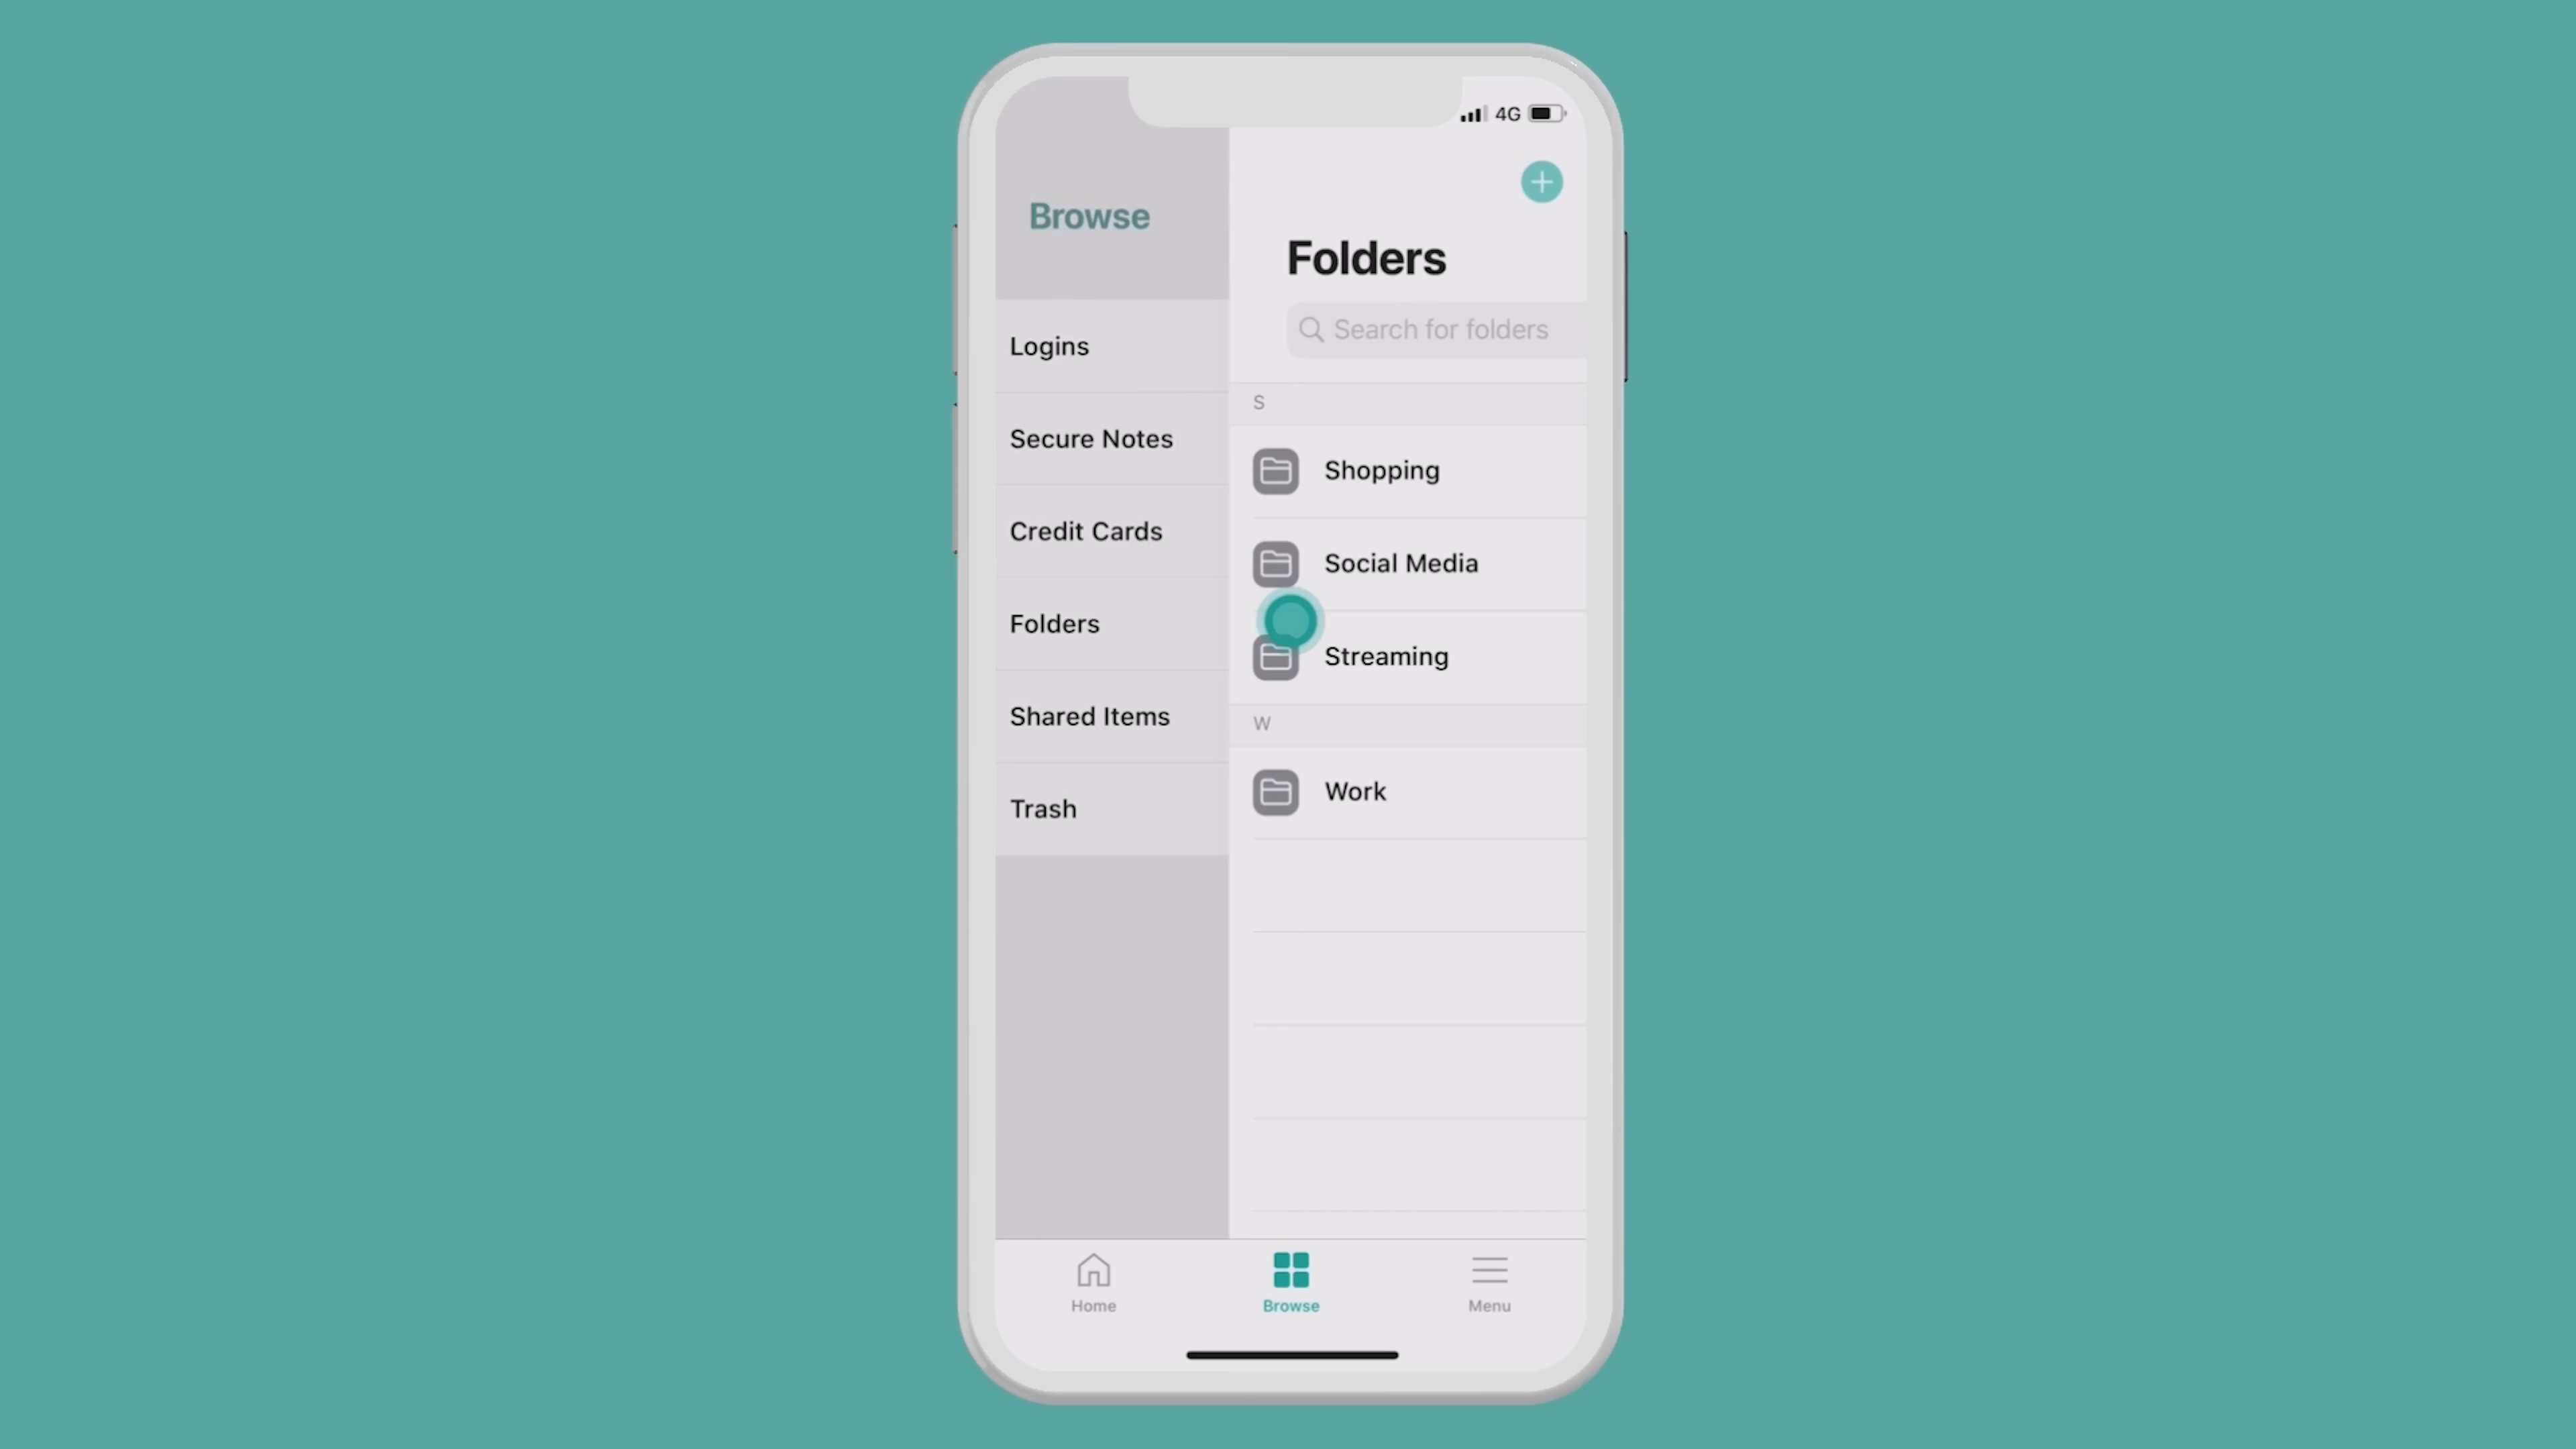 4G
Browse
Logins
Secure Notes
Credit Cards
Folders
Shared Items
Trash
Folders
Search for folders
S
Shopping
Social Media
Streaming
W
Work
Home
Browse
Menu